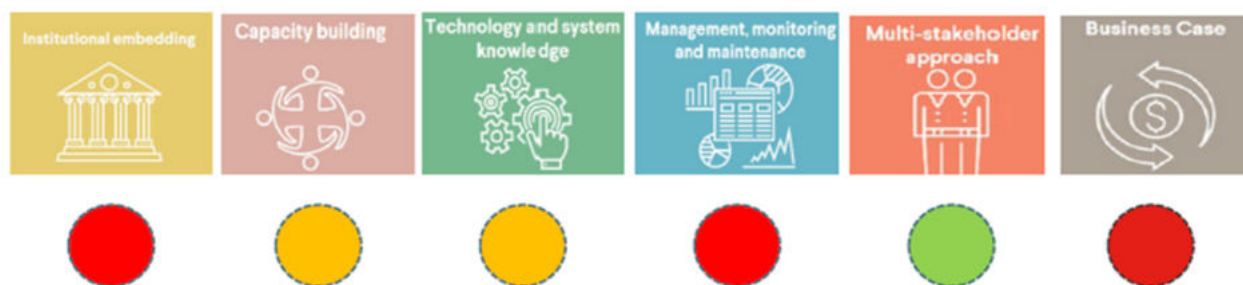 Institutional embedding
Capacity building
Technology and system
knowledge
Management, monitoring
and maintenance
Multi-stakeholder
approach
Business Case
$